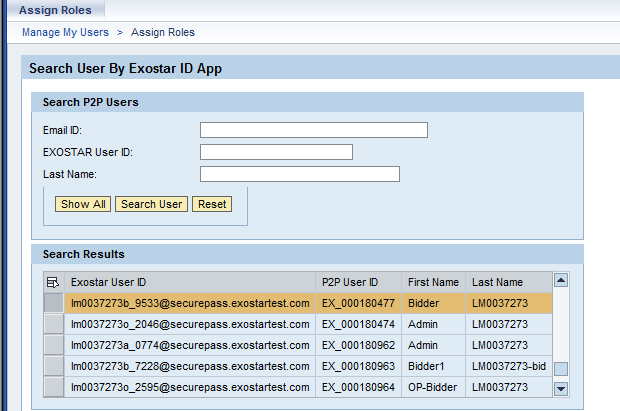 Assign Roles
Manage My Users > Assign Roles
Search User By Exostar ID App
Search P2P Users
Email ID:
EXOSTAR User ID:
Last Name:
Show All Search User Reset
Search Results
Exostar User ID P2P User ID First Name Last Name
lm0037273b_9533@securepass.exostartest.com EX_000180477 Bidder LM0037273
lm0037273o_2046@securepass.exostartest.com EX_000180474 Admin LM0037273
lm0037273a_0774@securepass.exostartest.com EX_000180962 Admin LM0037273
lm0037273b_7228@securepass.exostartest.com EX_000180963 Bidder1 LM0037273-bid
lm0037273o_2595@securepass.exostartest.com EX_000180964 OP-Bidder LM0037273